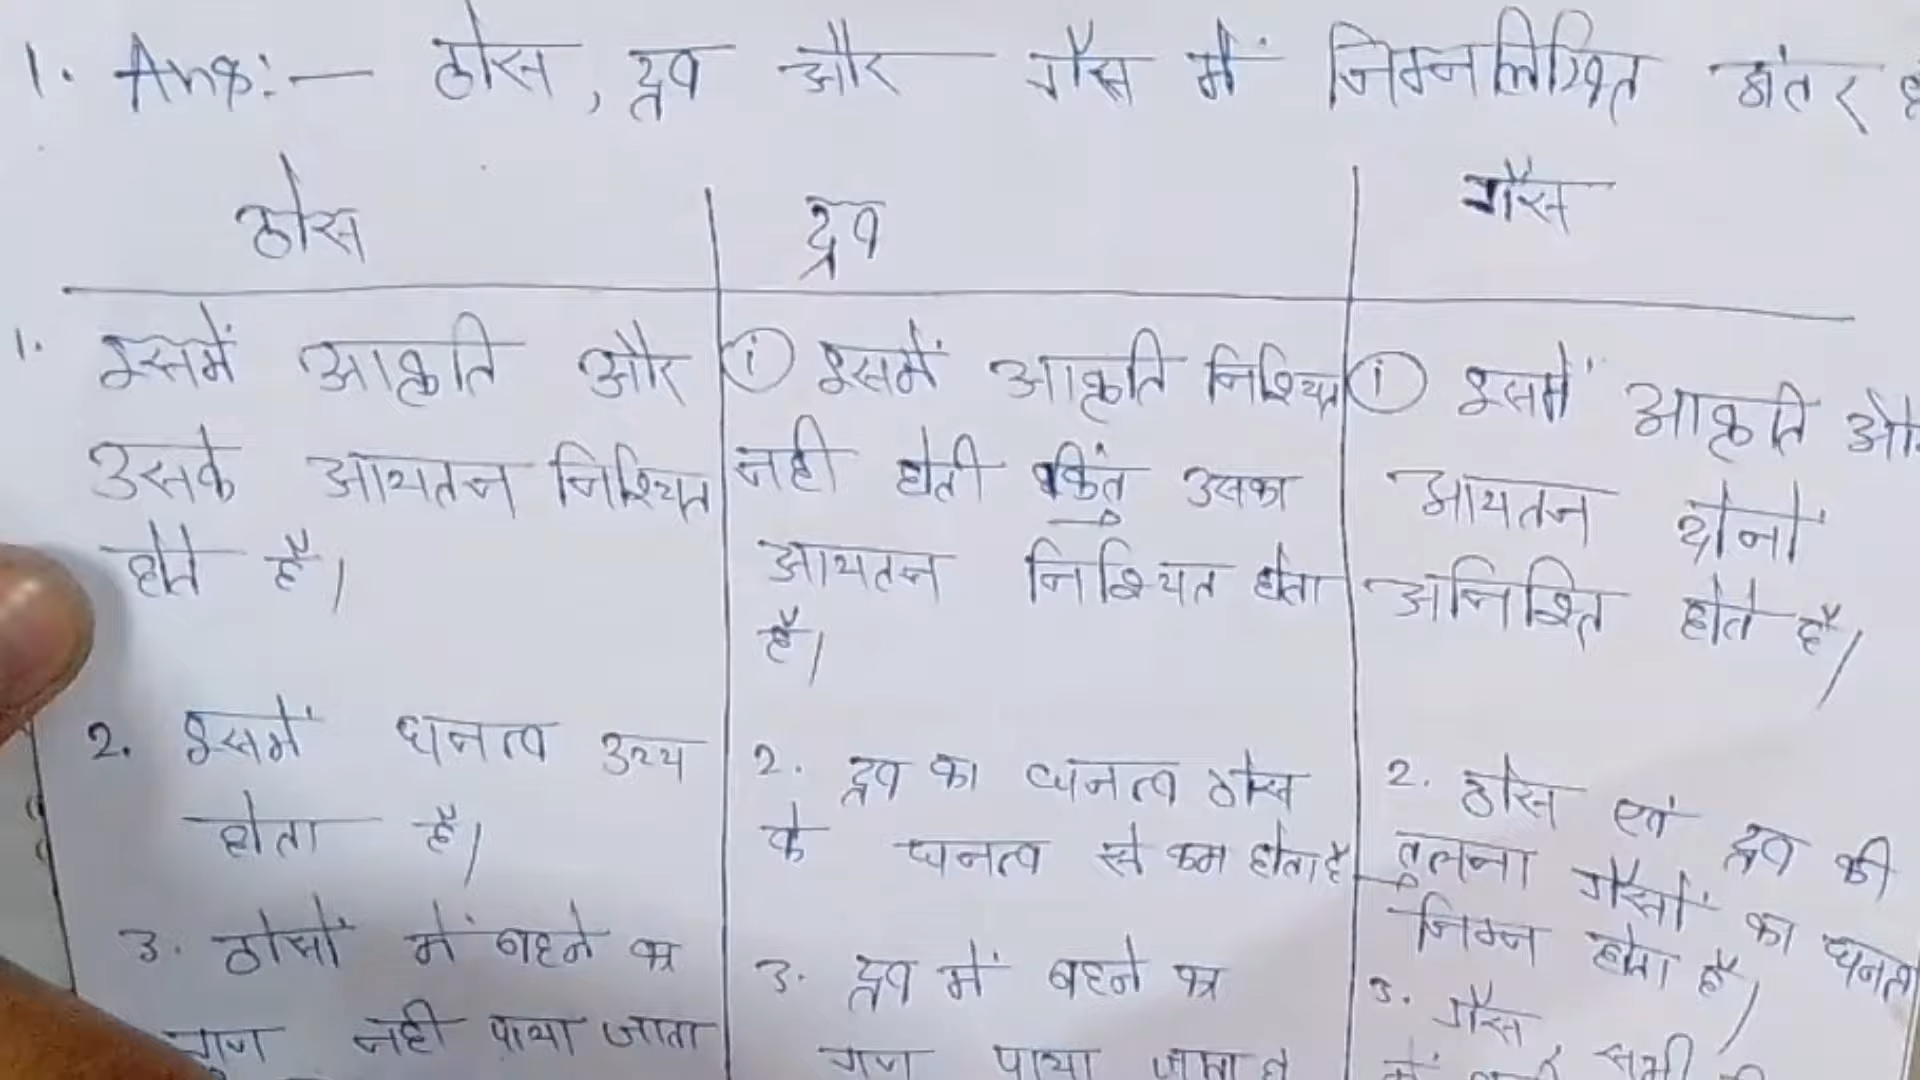 1. Ans:— ठोस, द्रव और गैस में निम्नलिखित अंतर
ठोस
द्रव
गैस
1. इसमें आकृति और
उसके आयतन निश्चित
होते है।
2. इसमें घनत्व उच्च
होता है।
3. ठोसों में बहने का
गुण नही पाया जाता
i इसमें आकृति निश्चित
नही होती किंतु उसका
आयतन निश्चित होता
है।
2. द्रव का घनत्व ठोस
के घनत्व से कम होता है
3. द्रव में बहने का
गुण पाया जाता
i इसमें आकृति और
आयतन दोनों
अनिश्ति होते है।
2. ठोस एवं द्रव की
तुलना गैसों का घनत्व
निम्न होता है।
3. गैस
सभी